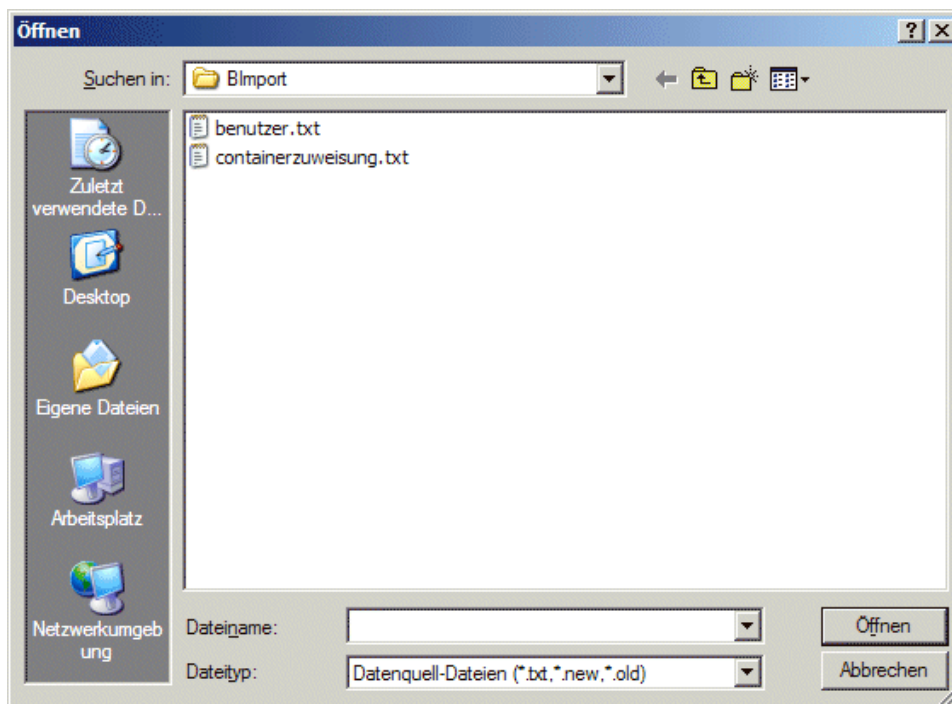 Öffnen
Suchen in: BImport
benutzer.txt
containerzuweisung.txt
Zuletzt
verwendete D...
Desktop
Eigene Dateien
Arbeitsplatz
Netzwerkumgeb
ung
Dateiname: Öffnen
Dateityp: Datenquell-Dateien (*.txt,*.new,*.old) Abbrechen